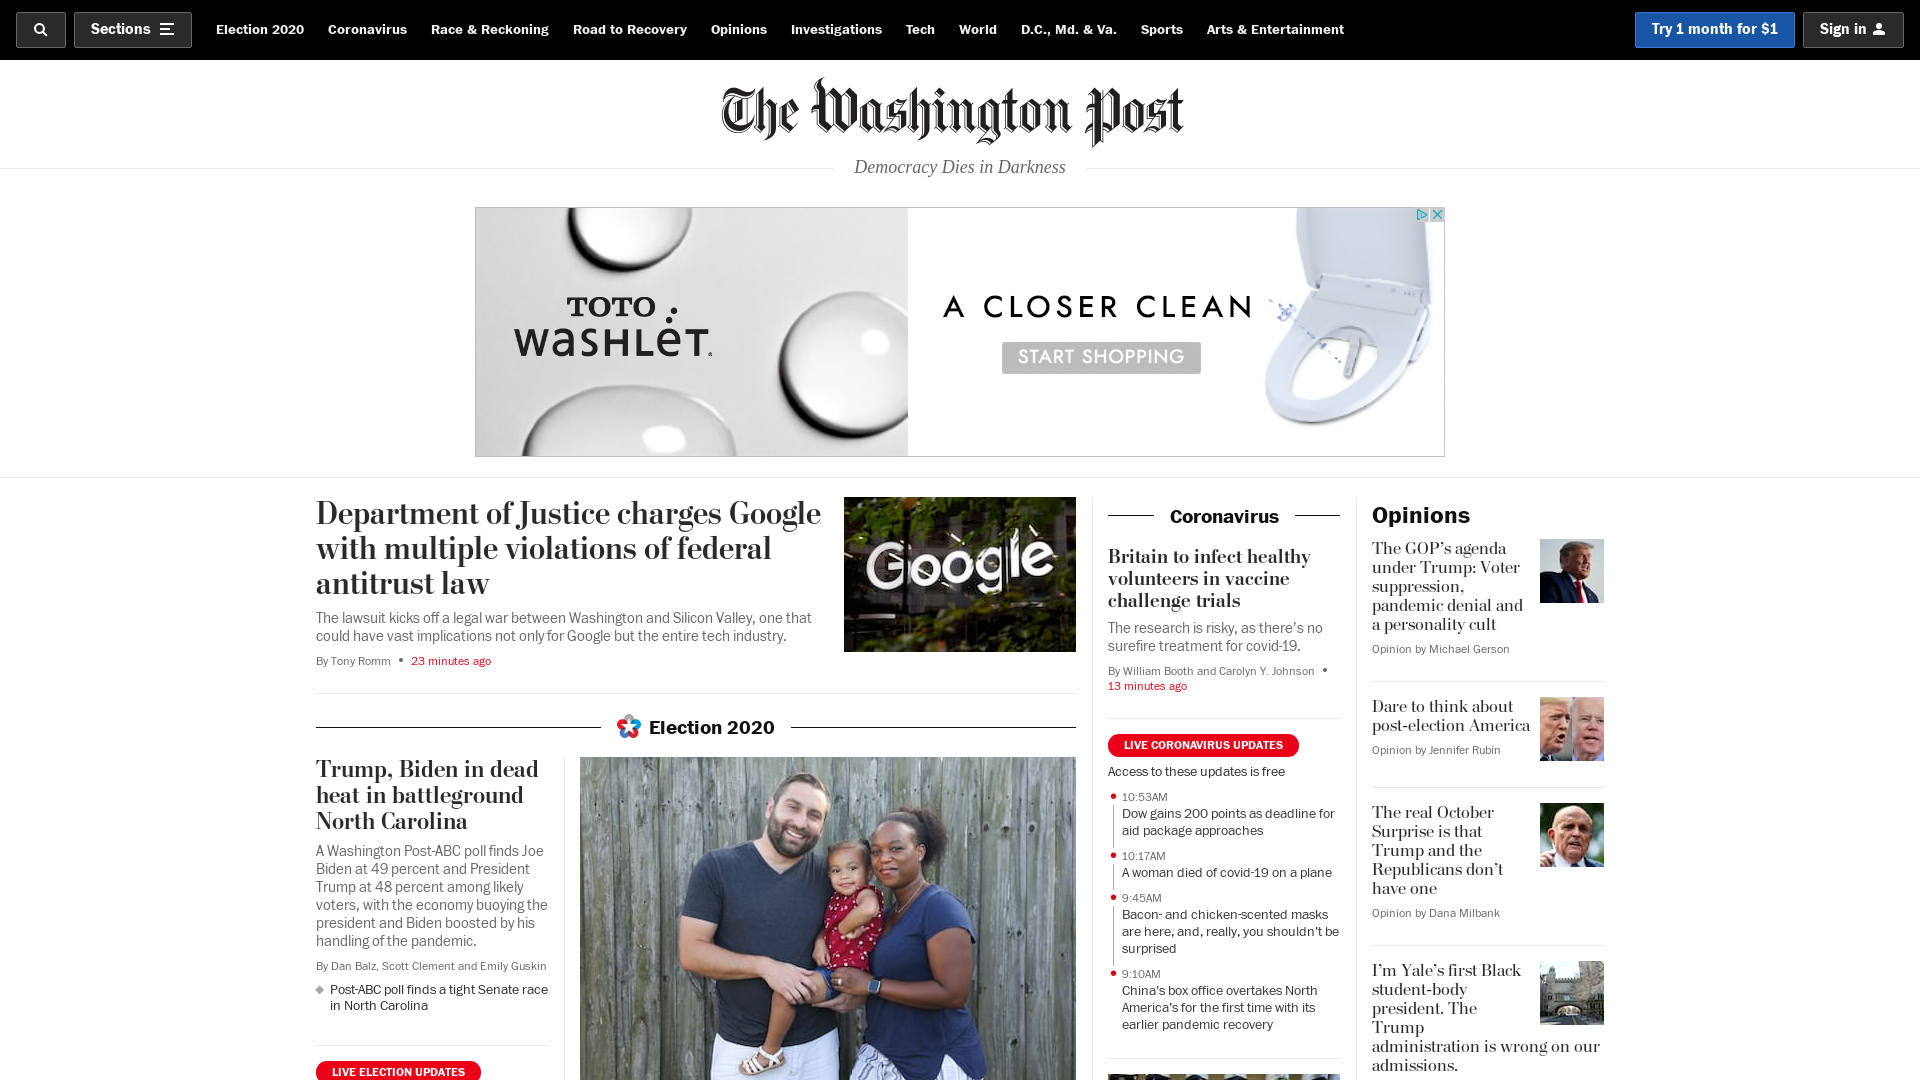 Sections
Election 2020
Coronavirus
Race & Reckoning
Road to Recovery
Opinions
Investigations
Tech
World
D.C., Md. & Va.
Sports
Arts & Entertainment
Try 1 month for $1
Sign in
The Washington Post
Democracy Dies in Darkness
TOTO
WASHLET®
A CLOSER CLEAN
START SHOPPING
Department of Justice charges Google
with multiple violations of federal
antitrust law
The lawsuit kicks off a legal war between Washington and Silicon Valley, one that
could have vast implications not only for Google but the entire tech industry.
By Tony Romm • 23 minutes ago
Google
Election 2020
Trump, Biden in dead
heat in battleground
North Carolina
A Washington Post-ABC poll finds Joe
Biden at 49 percent and President
Trump at 48 percent among likely
voters, with the economy buoying the
president and Biden boosted by his
handling of the pandemic.
By Dan Balz, Scott Clement and Emily Guskin
Post-ABC poll finds a tight Senate race
in North Carolina
LIVE ELECTION UPDATES
Coronavirus
Britain to infect healthy
volunteers in vaccine
challenge trials
The research is risky, as there’s no
surefire treatment for covid-19.
By William Booth and Carolyn Y. Johnson •
13 minutes ago
LIVE CORONAVIRUS UPDATES
Access to these updates is free
10:53AM
Dow gains 200 points as deadline for
aid package approaches
10:17AM
A woman died of covid-19 on a plane
9:45AM
Bacon- and chicken-scented masks
are here, and, really, you shouldn’t be
surprised
9:10AM
China’s box office overtakes North
America’s for the first time with its
earlier pandemic recovery
Opinions
The GOP’s agenda
under Trump: Voter
suppression,
pandemic denial and
a personality cult
Opinion by Michael Gerson
Dare to think about
post-election America
Opinion by Jennifer Rubin
The real October
Surprise is that
Trump and the
Republicans don’t
have one
Opinion by Dana Milbank
I’m Yale’s first Black
student-body
president. The
Trump
administration is wrong on our
admissions.